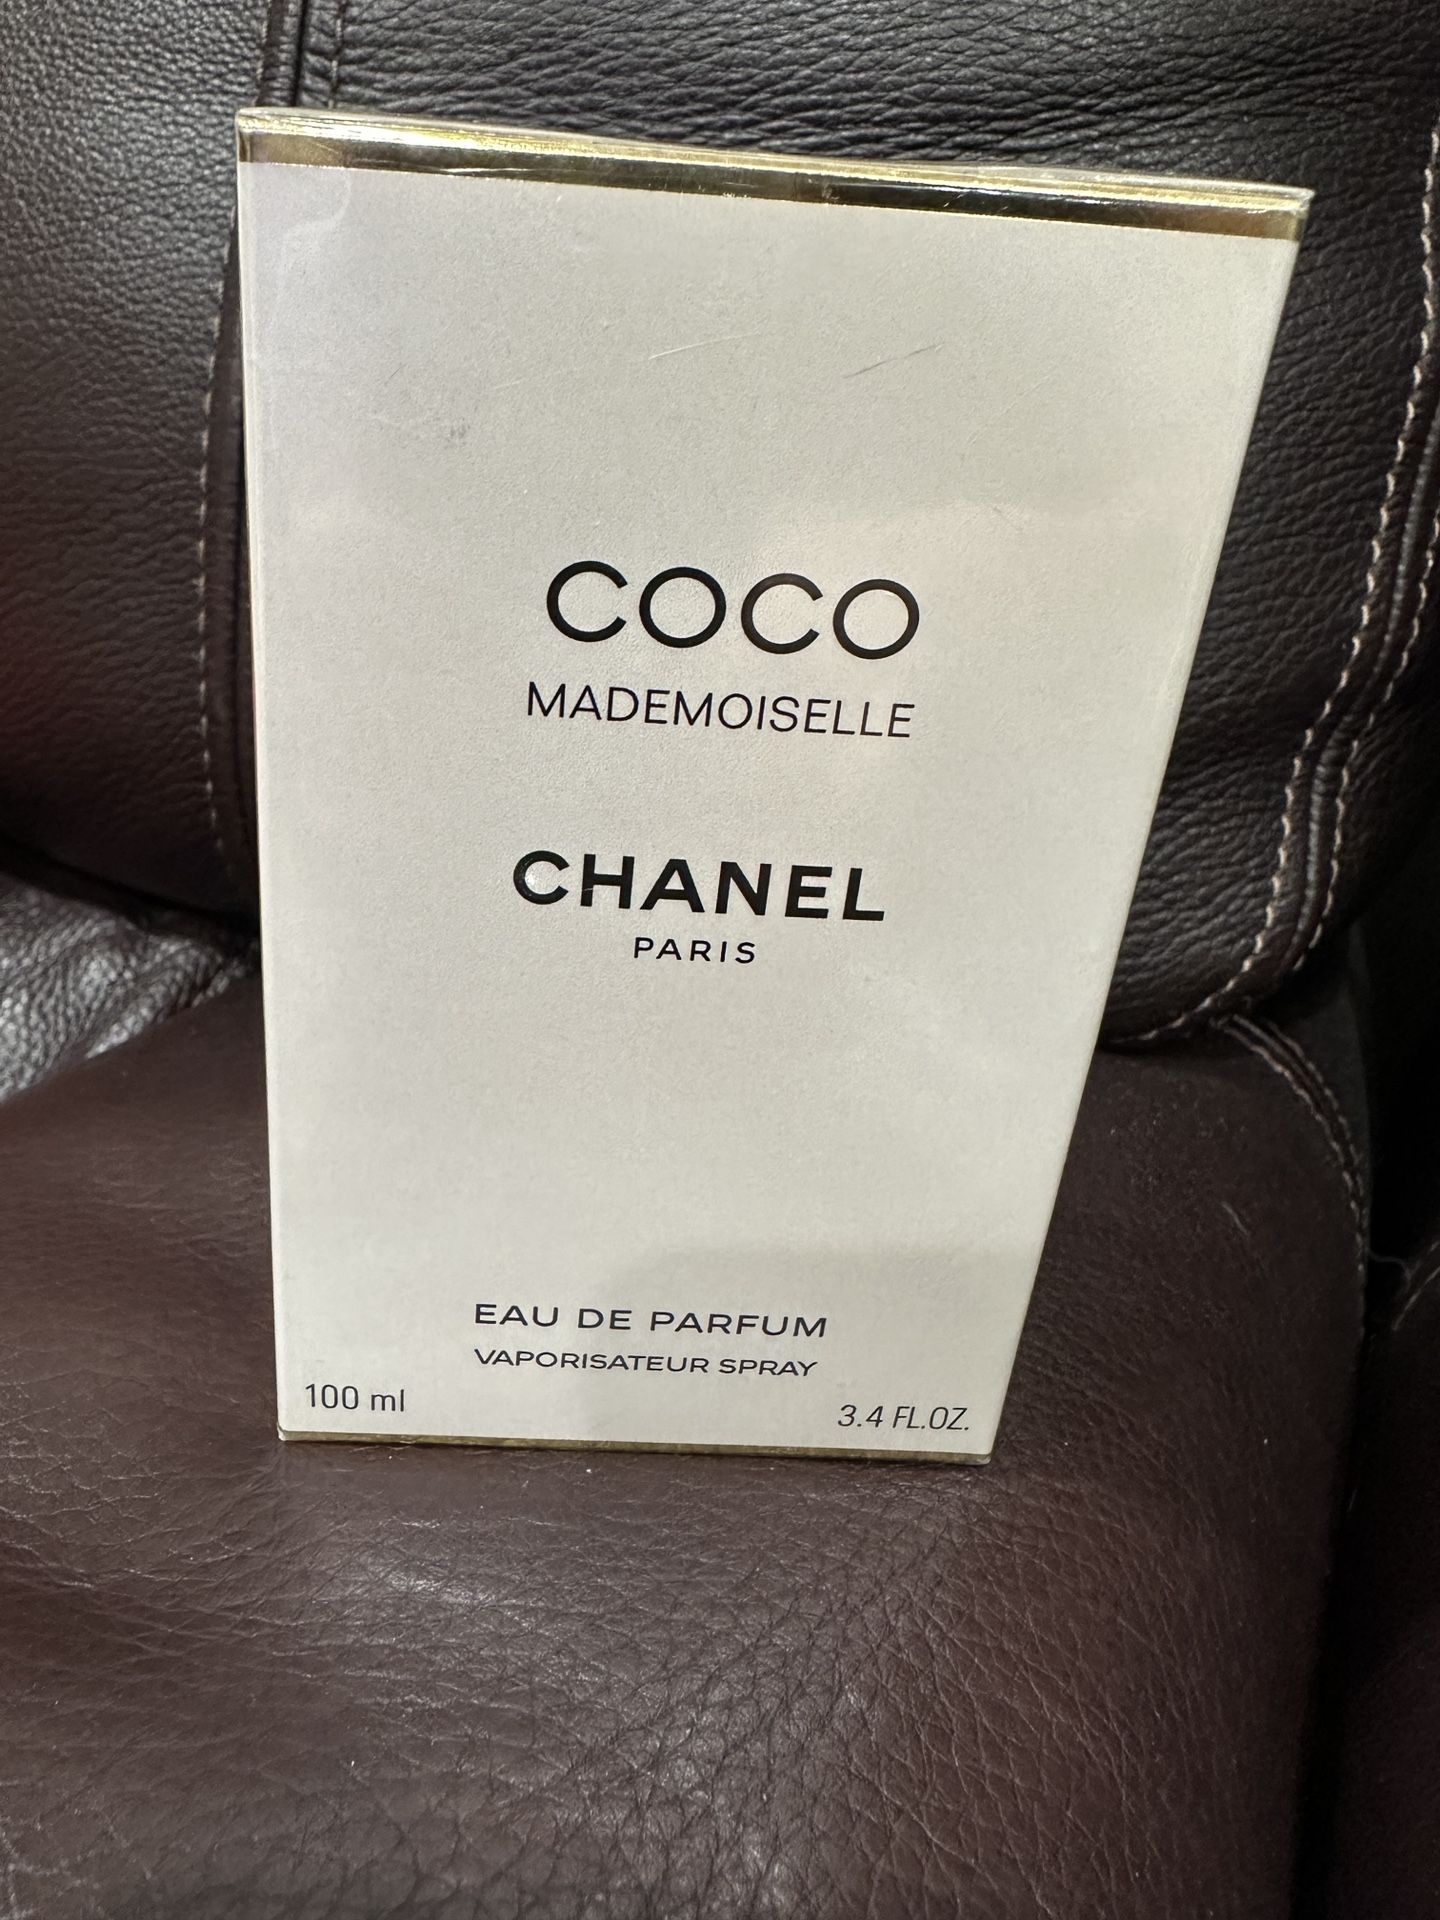 COCO
MADEMOISELLE
CHANEL
PARIS
EAU DE PARFUM
VAPORISATEUR SPRAY
100 ml
3.4 FL.OZ.